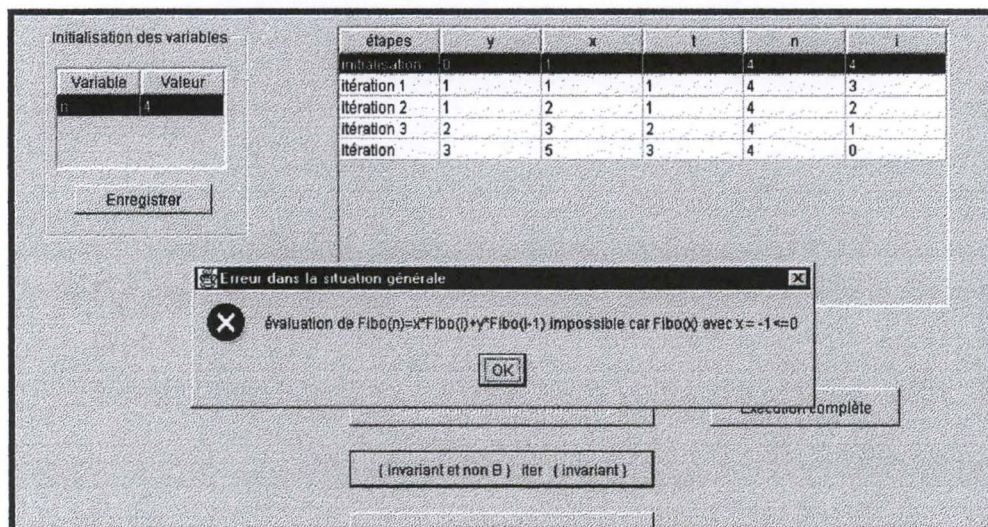 Initialisation des variables
Variable Valeur
n 4
Enregistrer
étapes y x t n i
initialisation 0 1 4 4
itération 1 1 1 1 4 3
itération 2 1 2 1 4 2
itération 3 2 3 2 4 1
itération 3 5 3 4 0
Erreur dans la situation générale
évaluation de Fibo(n)=x*Fibo(i)+y*Fibo(i-1) impossible car Fibo(x) avec x = -1<=0
OK
Exécution complète
{ invariant et non B } iter { invariant }